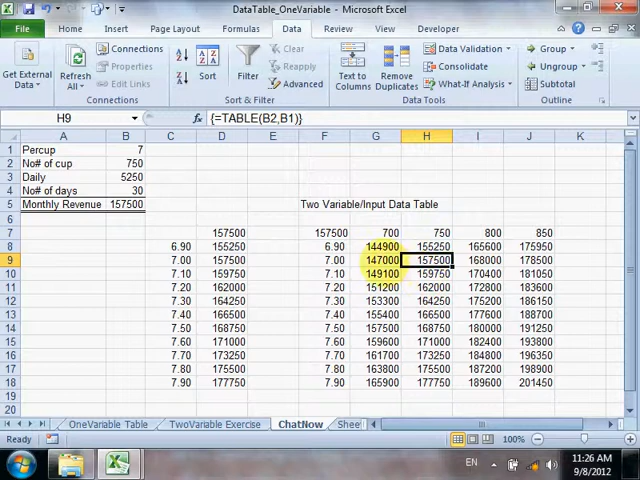 DataTable_OneVariable - Microsoft Excel
File Home Insert Page Layout Formulas Data Review View Developer
Get External Data Refresh All Connections Properties Edit Links Sort Filter Clear Reapply Advanced Text to Columns Remove Duplicates Data Validation Consolidate What-If Analysis Group Ungroup Subtotal
Connections Sort & Filter Data Tools Outline
H9 fx {=TABLE(B2,B1)}
A B C D E F G H I J K
1 Percup 7
2 No# of cup 750
3 Daily 5250
4 No# of days 30
5 Monthly Revenue 157500 Two Variable/Input Data Table
6
7 157500 157500 700 750 800 850
8 6.90 155250 6.90 144900 155250 165600 175950
9 7.00 157500 7.00 147000 157500 168000 178500
10 7.10 159750 7.10 149100 159750 170400 181050
11 7.20 162000 7.20 151200 162000 172800 183600
12 7.30 164250 7.30 153300 164250 175200 186150
13 7.40 166500 7.40 155400 166500 177600 188700
14 7.50 168750 7.50 157500 168750 180000 191250
15 7.60 171000 7.60 159600 171000 182400 193800
16 7.70 173250 7.70 161700 173250 184800 196350
17 7.80 175500 7.80 163800 175500 187200 198900
18 7.90 177750 7.90 165900 177750 189600 201450
19
20
OneVariable Table TwoVariable Exercise ChatNow Shee
Ready 100%
EN 11:26 AM
9/8/2012